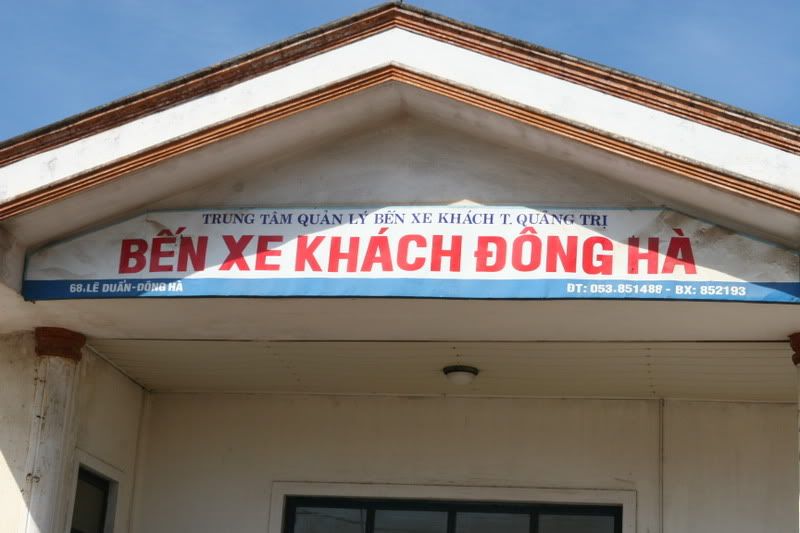 TRUNG TÂM QUẢN LÝ BẾN XE KHÁCH T. QUẢNG TRỊ
BẾN XE KHÁCH ĐÔNG HÀ
68.LÊ DUẨN-ĐÔNG HÀ
ĐT: 053.851488 - BX: 852193